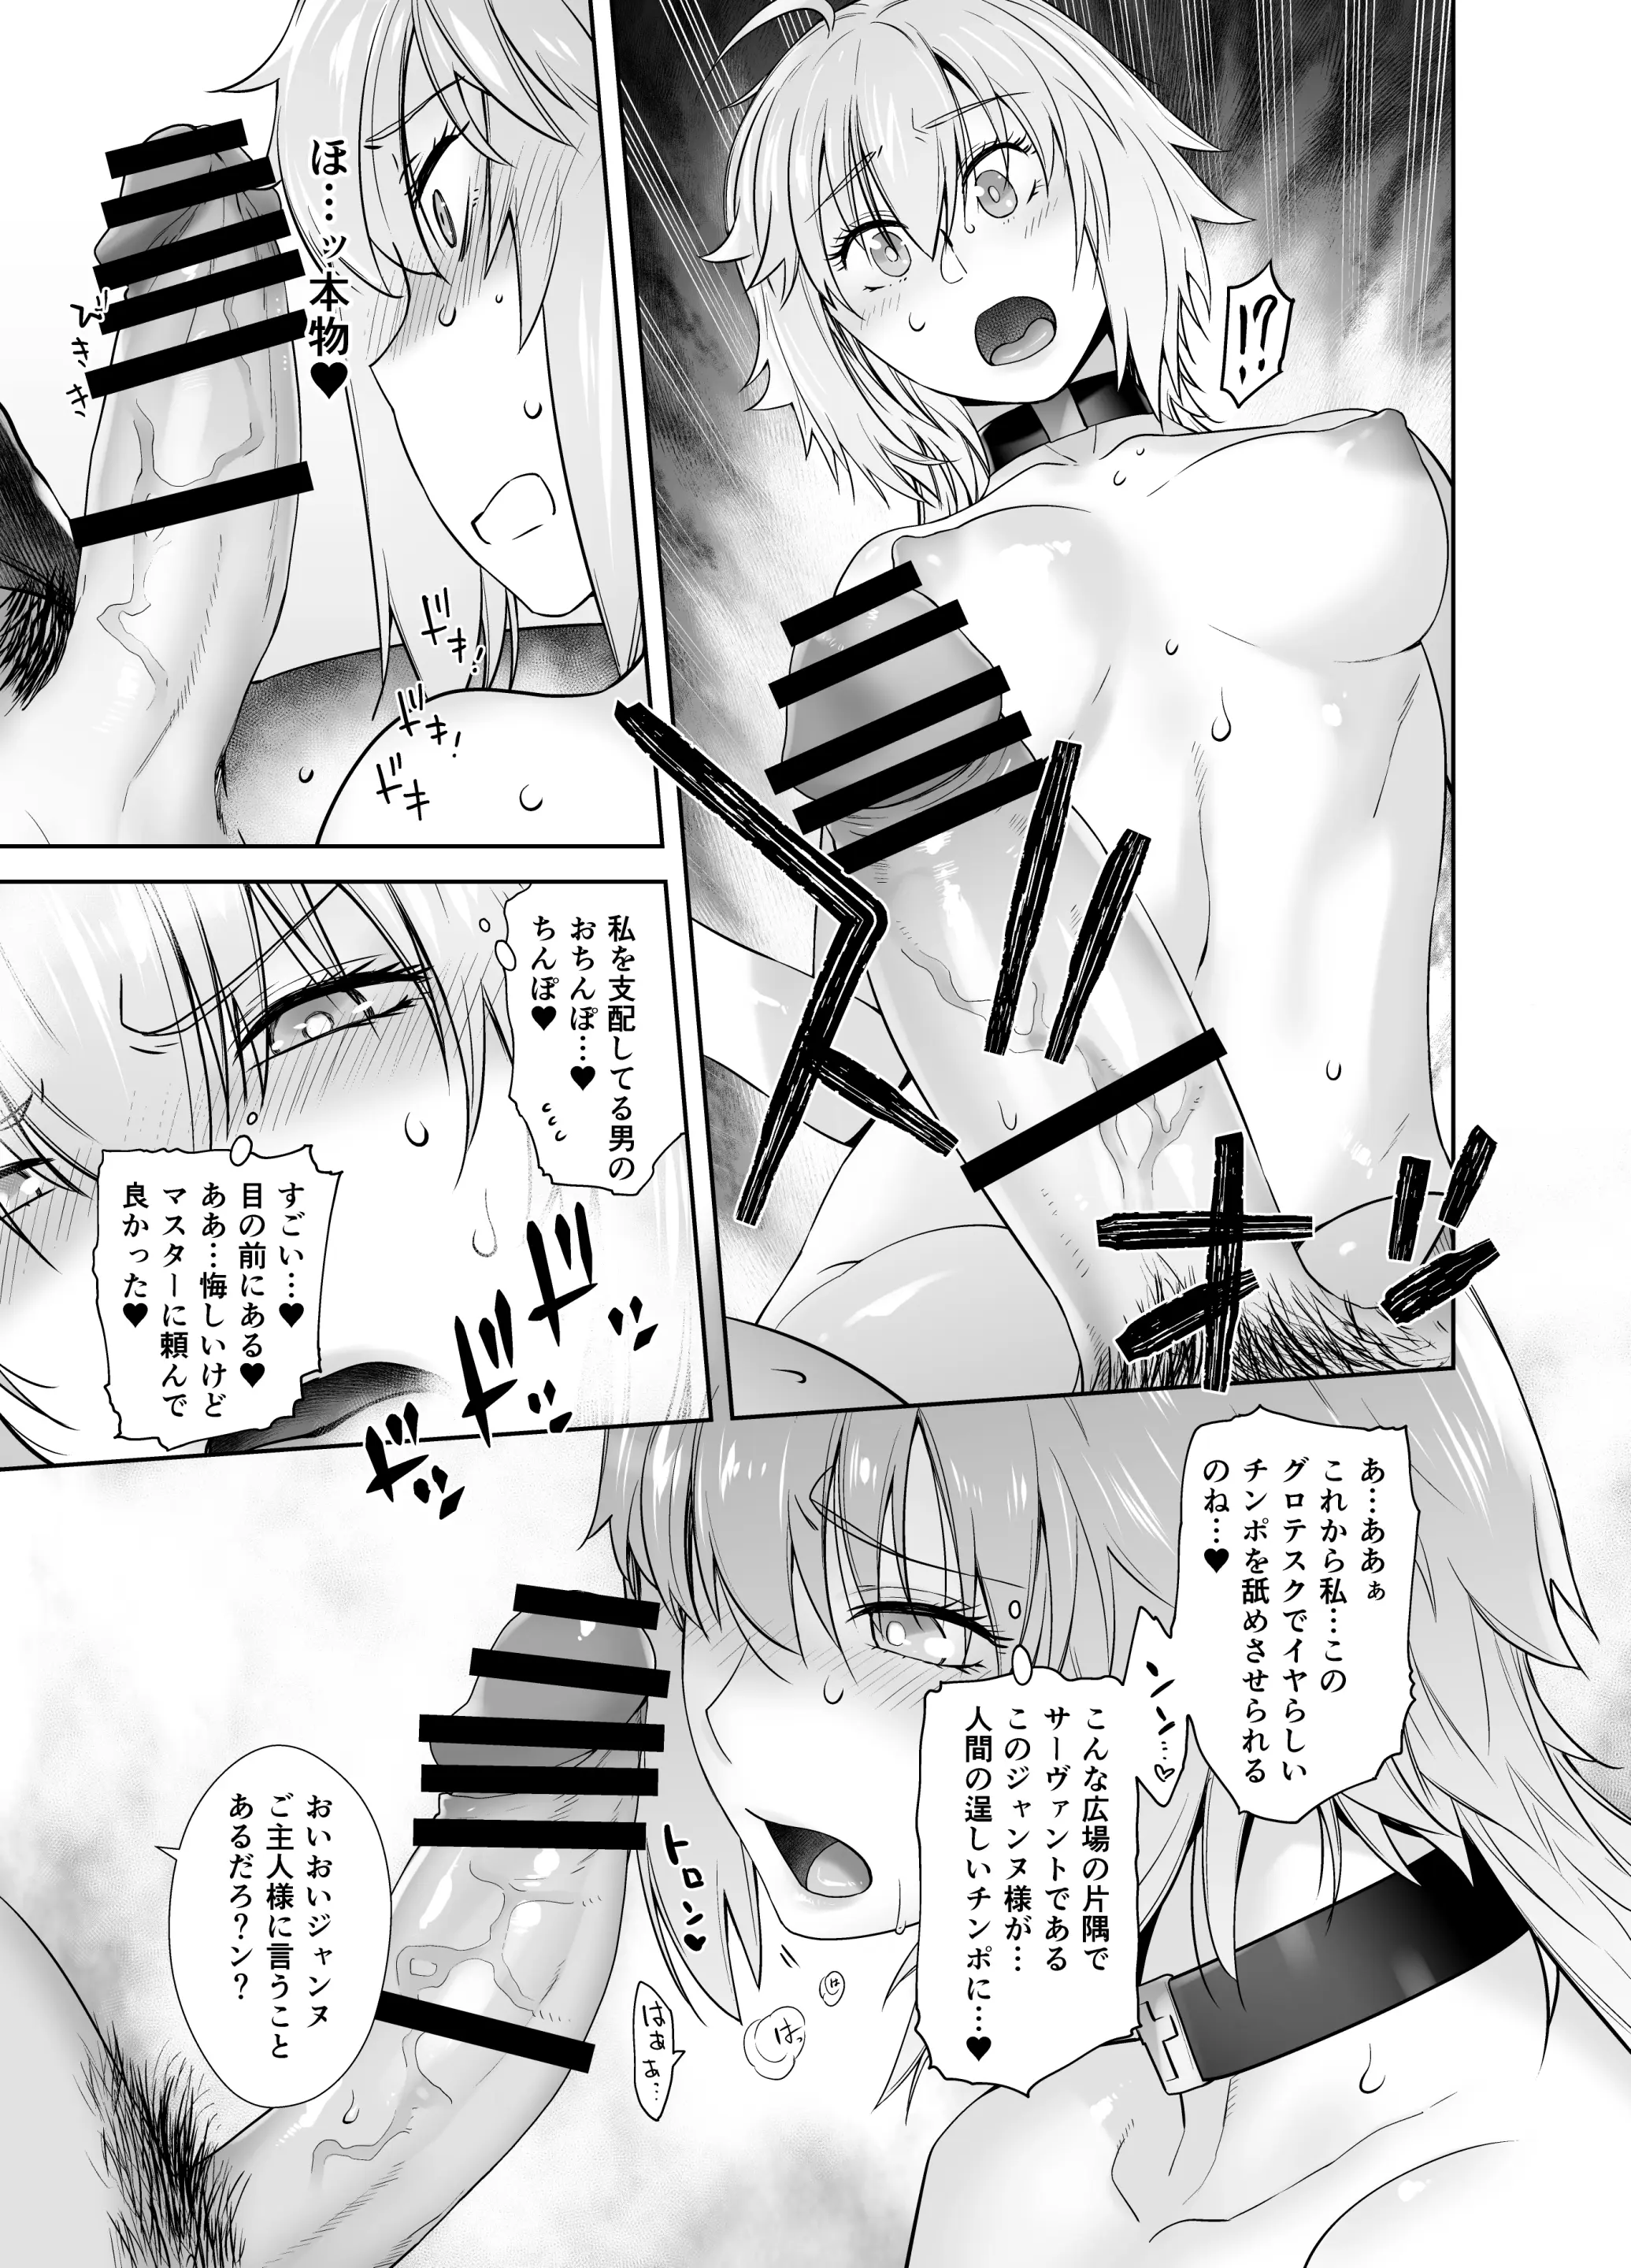 !?
ドキン!!
ほ…ッ本物♥
びききき
ドキ!
ドキ!
ドキ
私を支配してる男の
おちんぽ…♥
ちんぽ♥
すごい…♥
目の前にある♥
ああ…悔しいけど
マスターに頼んで
良かった♥
ドキッ
ドキッ
あ…ああぁ
これから私…この
グロテスクでイヤらしい
チンポを舐めさせられる
のね…♥
こんな広場の片隅で
サーヴァントである
このジャンヌ様が…
人間の逞しいチンポに…♥
トロン♥
はぁぁ…
はっ
は
おいおいジャンヌ
ご主人様に言うこと
あるだろ?ン?